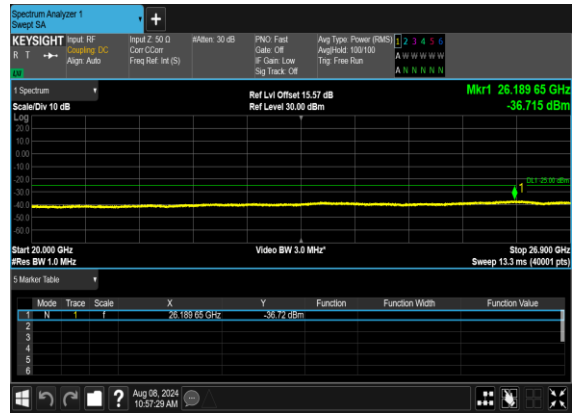 Spectrum Analyzer 1
Swept SA
KEYSIGHT Input: RF Input Z: 50 Ω #Atten: 30 dB PNO: Fast Avg Type: Power (RMS) 1 2 3 4 5 6
R T Coupling: DC Corr CCorr Gate: Off Avg|Hold: 100/100 A W W W W W
Align: Auto Freq Ref: Int (S) IF Gain: Low Trig: Free Run
Sig Track: Off A N N N N N
1 Spectrum Ref Lvl Offset 15.57 dB Mkr1 26.189 65 GHz
Scale/Div 10 dB Ref Level 30.00 dBm -36.715 dBm
Log
20.0
10.0
0.00
-10.0
-20.0 DL1 -25.00 dBm
-30.0 1
-40.0
-50.0
-60.0
Start 20.000 GHz Video BW 3.0 MHz* Stop 26.900 GHz
#Res BW 1.0 MHz Sweep 13.3 ms (40001 pts)
5 Marker Table
Mode Trace Scale X Y Function Function Width Function Value
1 N 1 f 26.189 65 GHz -36.72 dBm
2
3
4
5
6
? Aug 08, 2024
10:57:29 AM